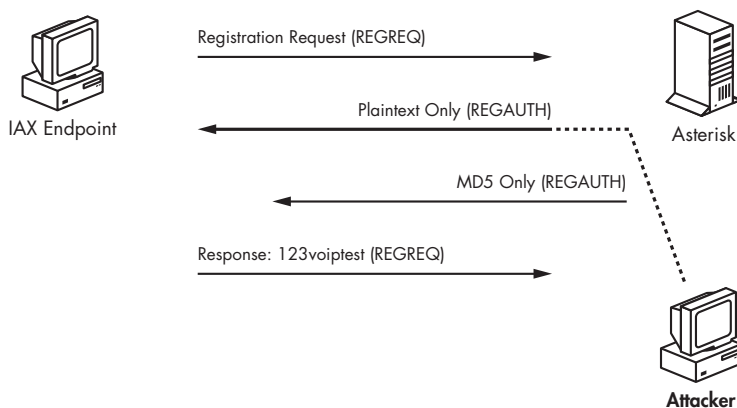 Registration Request (REGREQ)
IAX Endpoint
Plaintext Only (REGAUTH)
Asterisk
MD5 Only (REGAUTH)
Response: 123voiptest (REGREQ)
Attacker